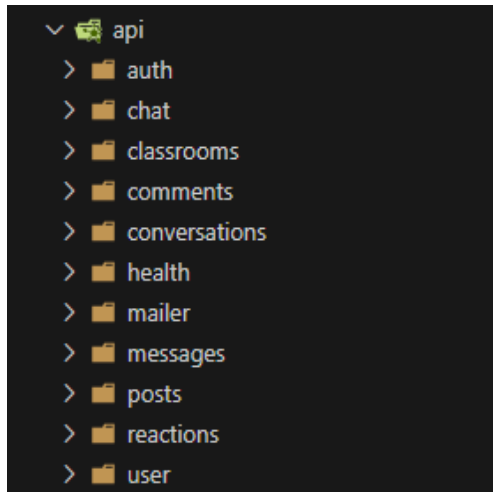 api
auth
chat
classrooms
comments
conversations
health
mailer
messages
posts
reactions
user